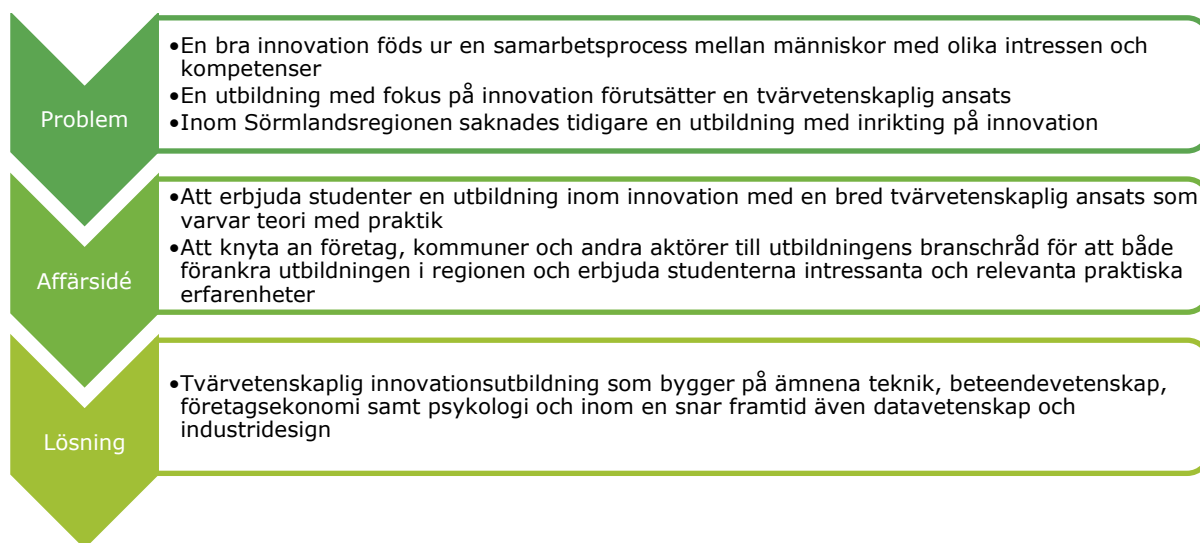 Problem
•En bra innovation föds ur en samarbetsprocess mellan människor med olika intressen och
kompetenser
•En utbildning med fokus på innovation förutsätter en tvärvetenskaplig ansats
•Inom Sörmlandsregionen saknades tidigare en utbildning med inrikting på innovation
Affärsidé
•Att erbjuda studenter en utbildning inom innovation med en bred tvärvetenskaplig ansats som
varvar teori med praktik
•Att knyta an företag, kommuner och andra aktörer till utbildningens branschråd för att både
förankra utbildningen i regionen och erbjuda studenterna intressanta och relevanta praktiska
erfarenheter
Lösning
•Tvärvetenskaplig innovationsutbildning som bygger på ämnena teknik, beteendevetenskap,
företagsekonomi samt psykologi och inom en snar framtid även datavetenskap och
industridesign